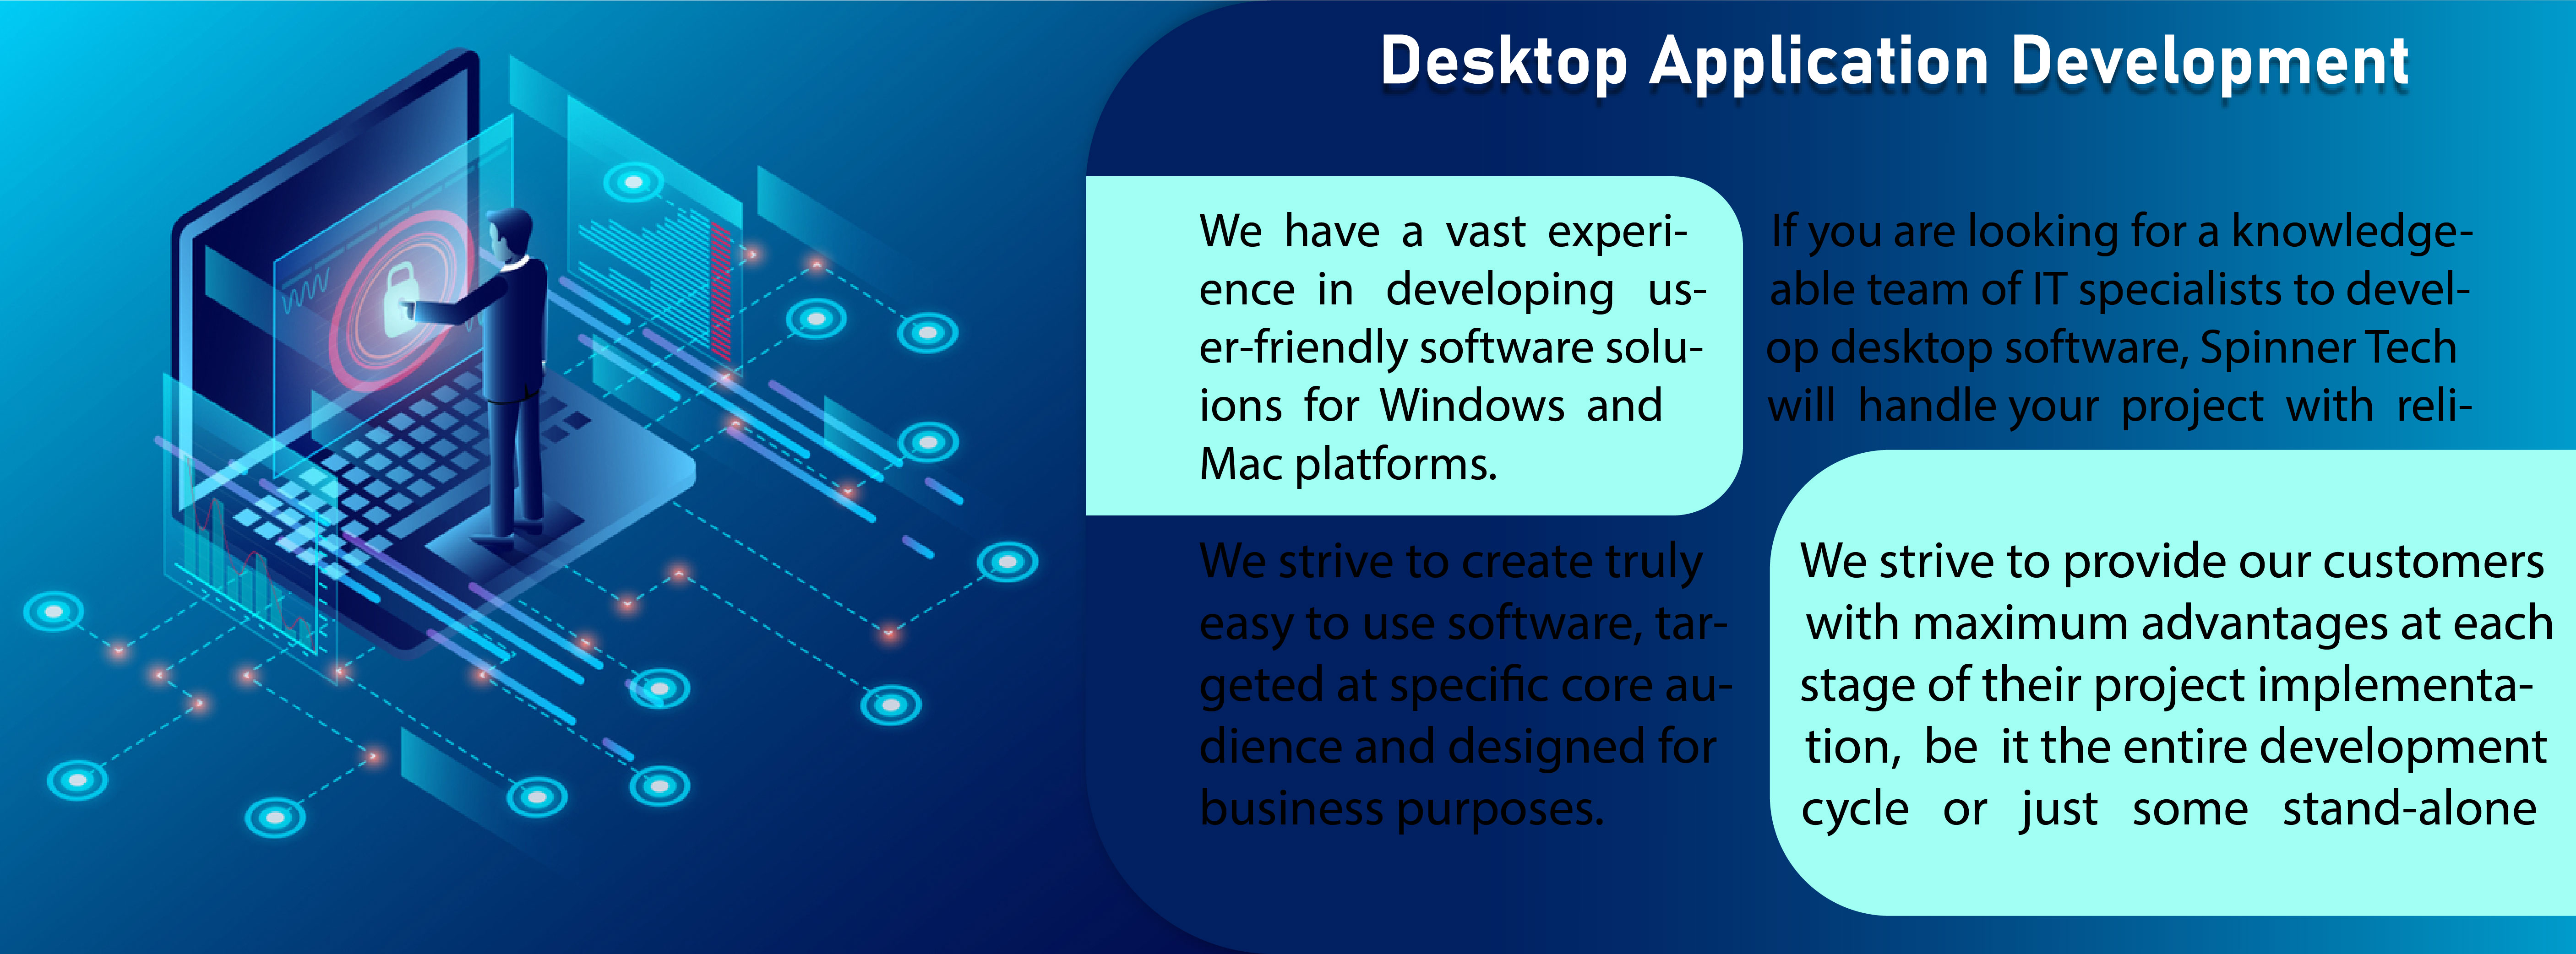 Desktop Application Development
We have a vast experi-
ence in developing us-
er-friendly software solu-
ions for Windows and
Mac platforms.
If you are looking for a knowledge-
able team of IT specialists to devel-
op desktop software, Spinner Tech
will handle your project with reli-
We strive to create truly
easy to use software, tar-
geted at specific core au-
dience and designed for
business purposes.
We strive to provide our customers
with maximum advantages at each
stage of their project implementa-
tion, be it the entire development
cycle or just some stand-alone